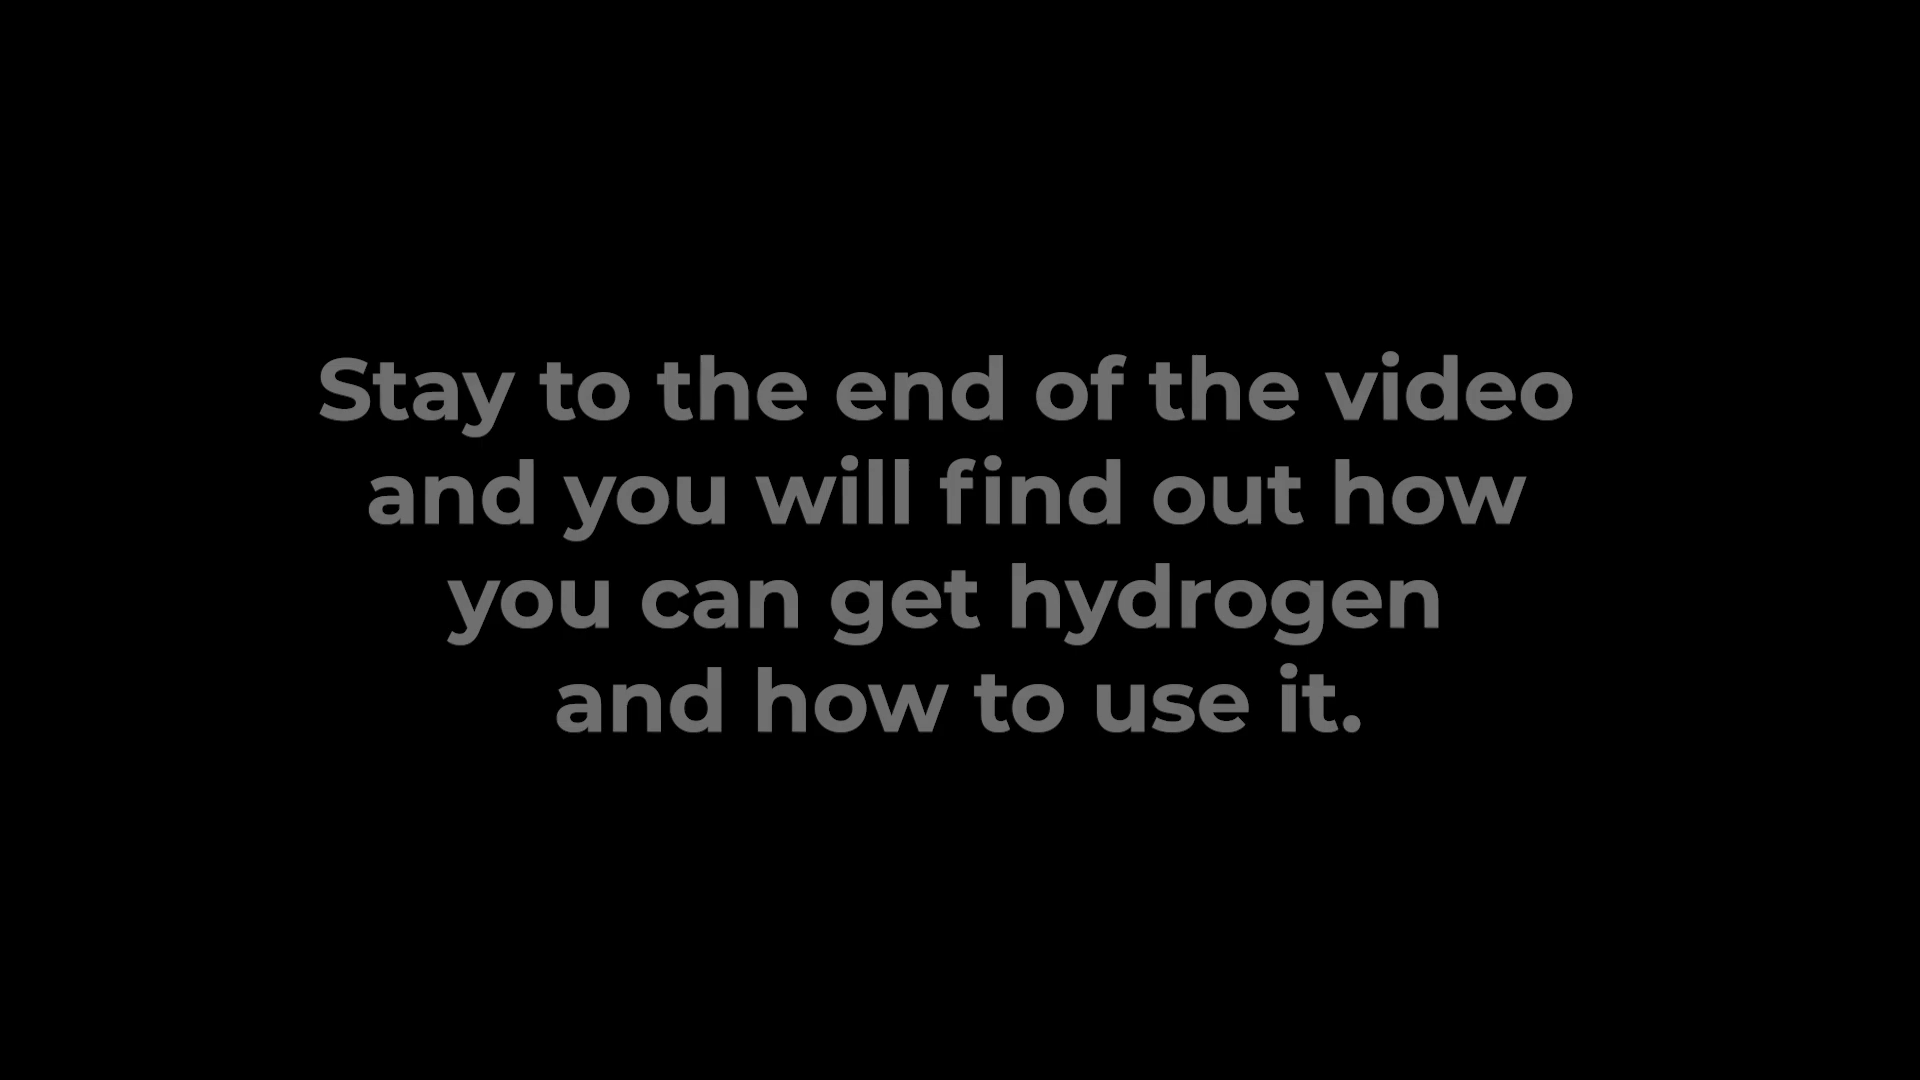 Stay to the end of the video
and you will find out how
you can get hydrogen
and how to use it.